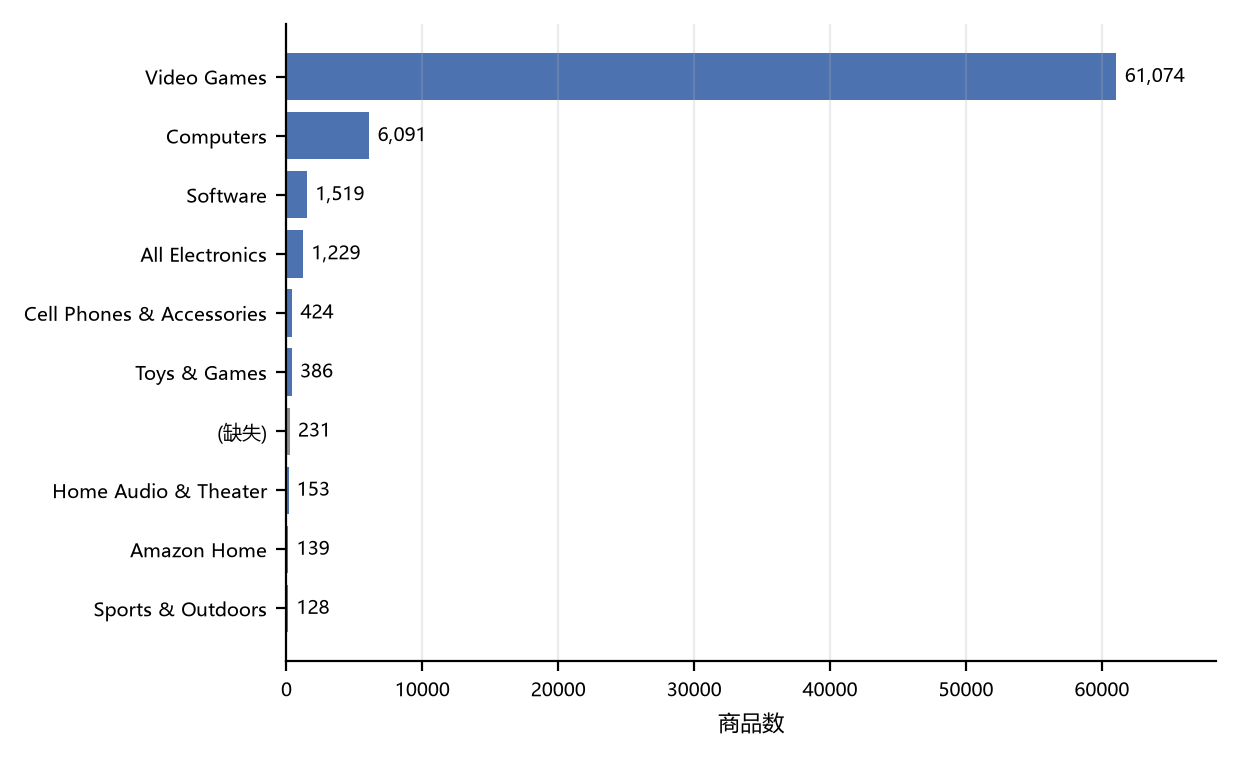 Video Games 61,074
Computers 6,091
Software 1,519
All Electronics 1,229
Cell Phones & Accessories 424
Toys & Games 386
(缺失) 231
Home Audio & Theater 153
Amazon Home 139
Sports & Outdoors 128
0 10000 20000 30000 40000 50000 60000
商品数